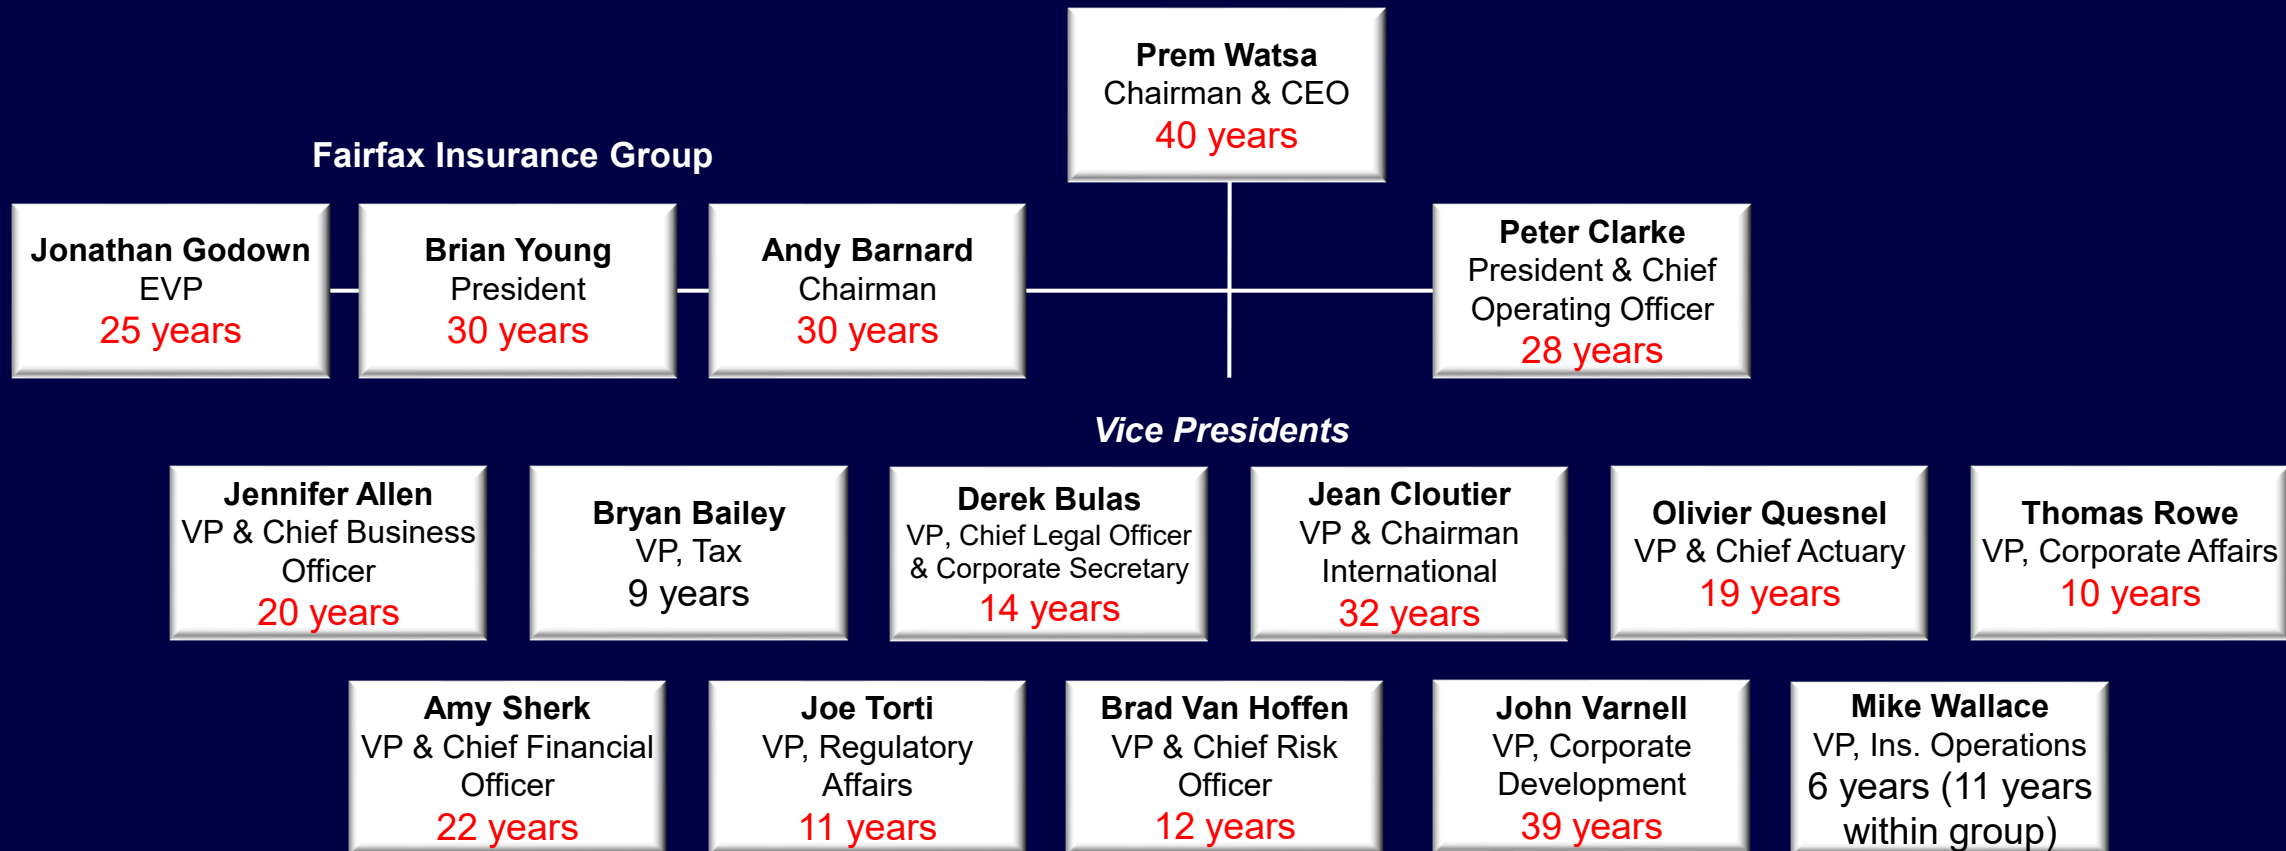 Prem Watsa
Chairman & CEO
40 years
Fairfax Insurance Group
Jonathan Godown
EVP
25 years
Brian Young
President
30 years
Andy Barnard
Chairman
30 years
Peter Clarke
President & Chief
Operating Officer
28 years
Vice Presidents
Jennifer Allen
VP & Chief Business
Officer
20 years
Bryan Bailey
VP, Tax
9 years
Derek Bulas
VP, Chief Legal Officer
& Corporate Secretary
14 years
Jean Cloutier
VP & Chairman
International
32 years
Olivier Quesnel
VP & Chief Actuary
19 years
Thomas Rowe
VP, Corporate Affairs
10 years
Amy Sherk
VP & Chief Financial
Officer
22 years
Joe Torti
VP, Regulatory
Affairs
11 years
Brad Van Hoffen
VP & Chief Risk
Officer
12 years
John Varnell
VP, Corporate
Development
39 years
Mike Wallace
VP, Ins. Operations
6 years (11 years
within group)